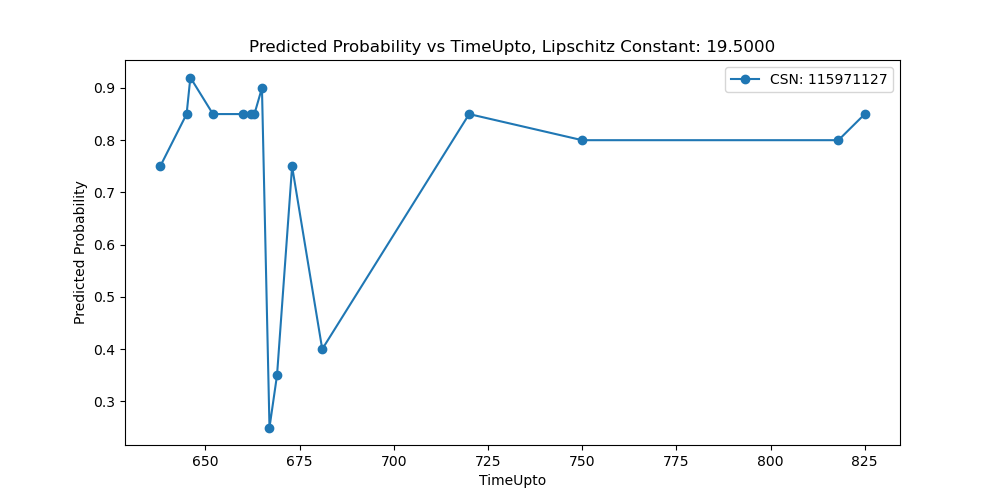 Predicted Probability vs TimeUpto, Lipschitz Constant: 19.5000
CSN: 115971127
Predicted Probability
0.9
0.8
0.7
0.6
0.5
0.4
0.3
650 675 700 725 750 775 800 825
TimeUpto